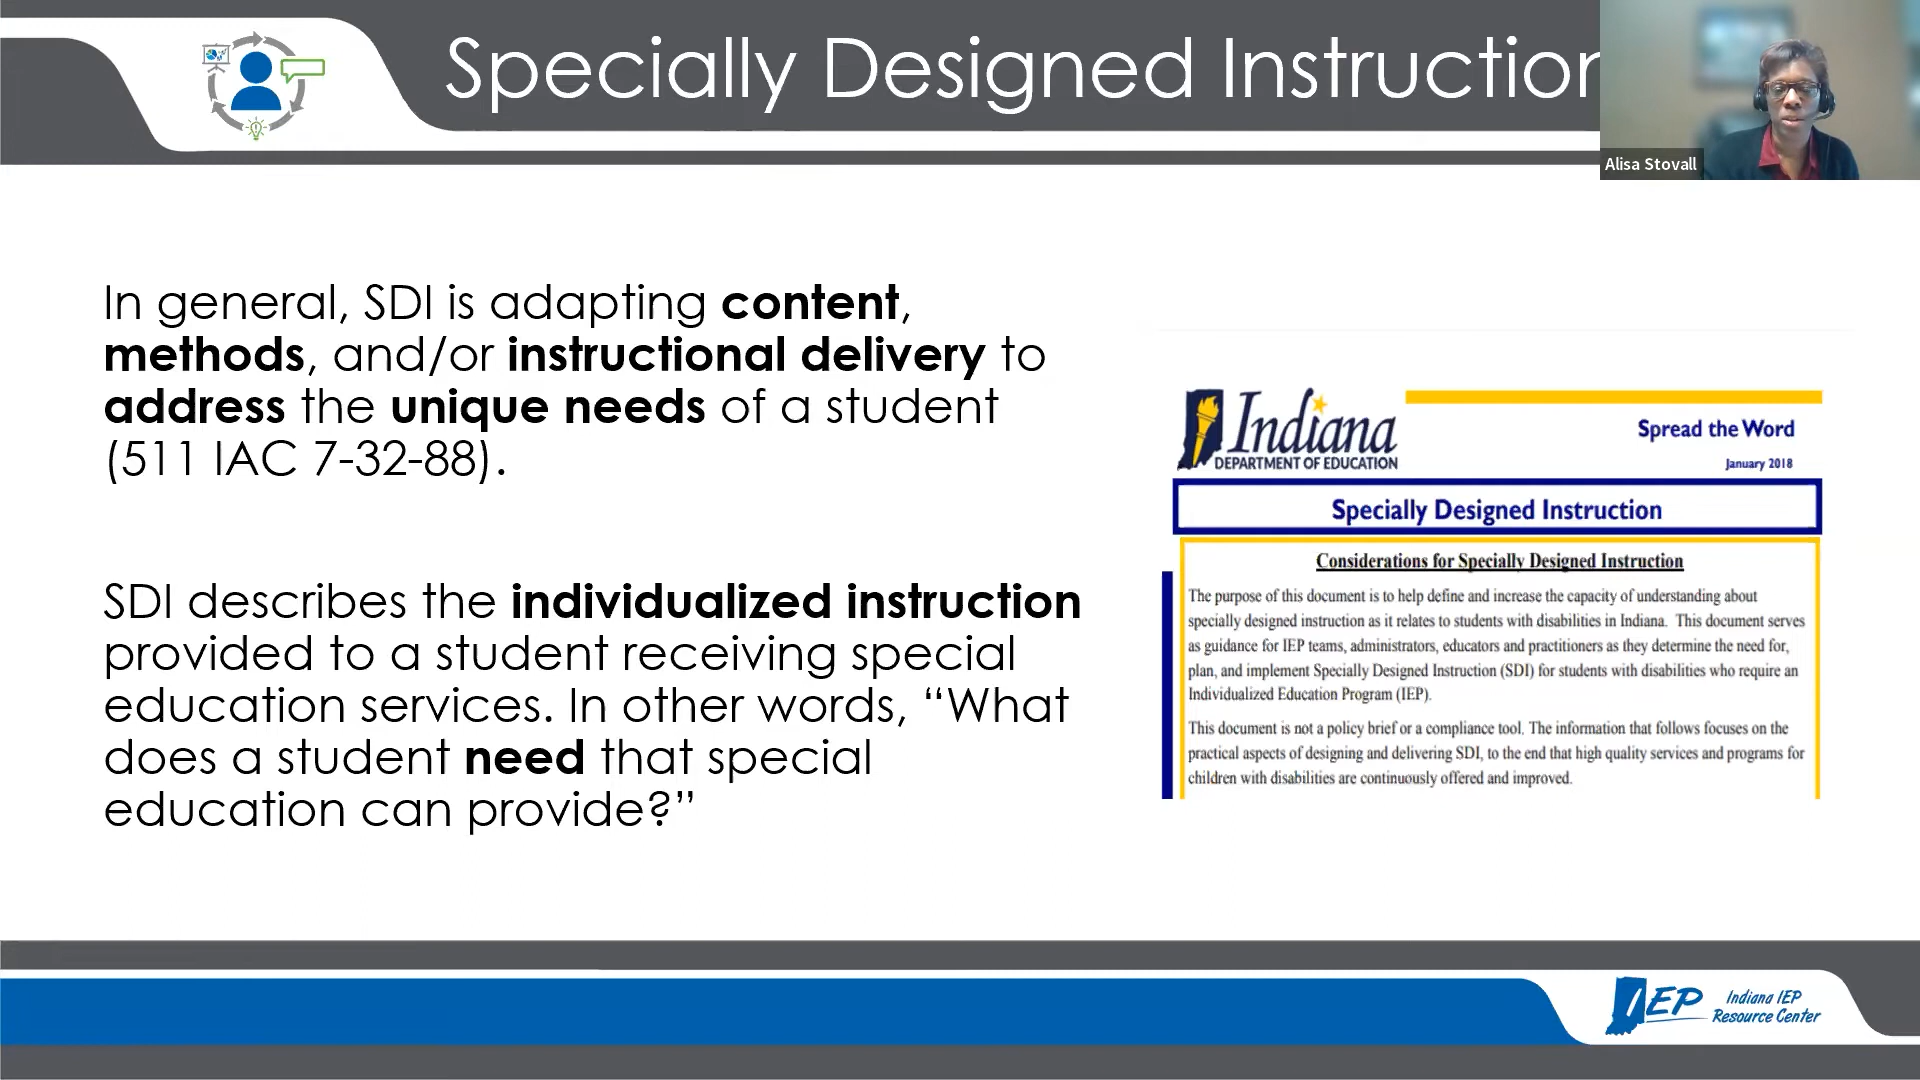 Specially Designed Instruction
Alisa Stovall
In general, SDI is adapting content,
methods, and/or instructional delivery to
address the unique needs of a student
(511 IAC 7-32-88).
SDI describes the individualized instruction
provided to a student receiving special
education services. In other words, “What
does a student need that special
education can provide?”
Indiana
DEPARTMENT OF EDUCATION
Spread the Word
January 2018
Specially Designed Instruction
Considerations for Specially Designed Instruction
The purpose of this document is to help define and increase the capacity of understanding about
specially designed instruction as it relates to students with disabilities in Indiana. This document serves
as guidance for IEP teams, administrators, educators and practitioners as they determine the need for,
plan, and implement Specially Designed Instruction (SDI) for students with disabilities who require an
Individualized Education Program (IEP).
This document is not a policy brief or a compliance tool. The information that follows focuses on the
practical aspects of designing and delivering SDI, to the end that high quality services and programs for
children with disabilities are continuously offered and improved.
IEP
Indiana IEP
Resource Center